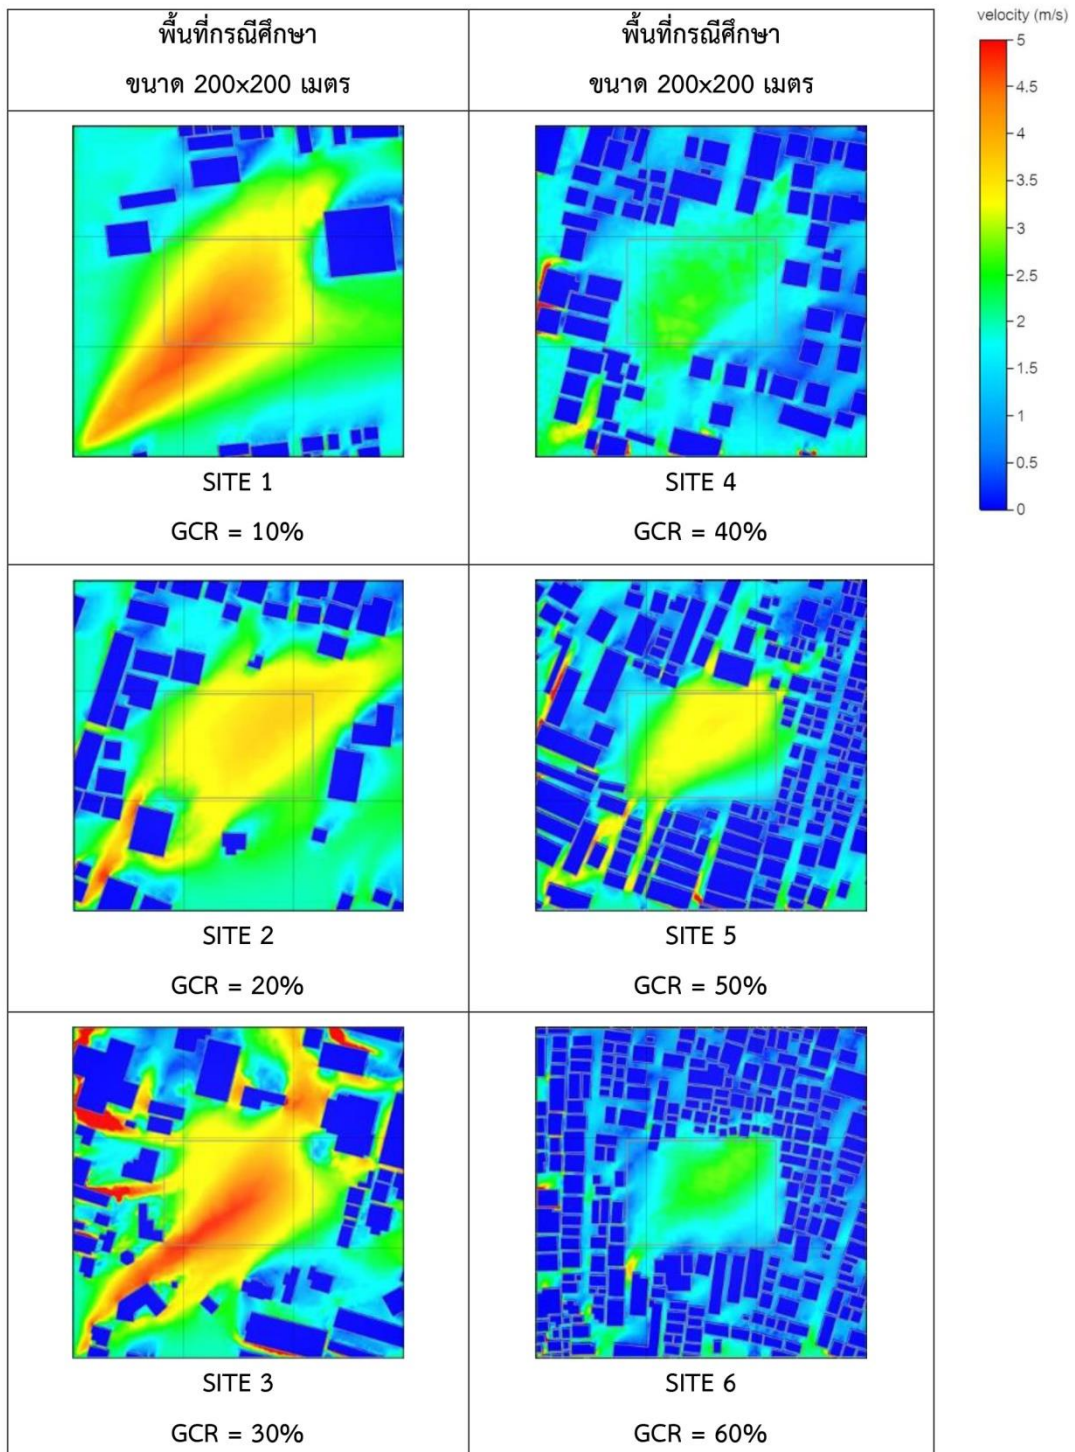 พื้นที่กรณีศึกษา
ขนาด 200x200 เมตร
พื้นที่กรณีศึกษา
ขนาด 200x200 เมตร
SITE 1
GCR = 10%
SITE 4
GCR = 40%
SITE 2
GCR = 20%
SITE 5
GCR = 50%
SITE 3
GCR = 30%
SITE 6
GCR = 60%
velocity (m/s)
5
4.5
4
3.5
3
2.5
2
1.5
1
0.5
0